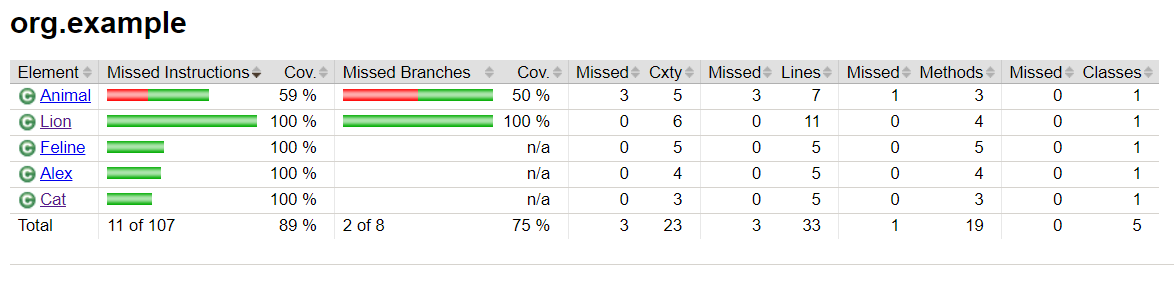 org.example
Element Missed Instructions Cov. Missed Branches Cov. Missed Cxty Missed Lines Missed Methods Missed Classes
C Animal 59 % 50 % 3 5 3 7 1 3 0 1
C Lion 100 % 100 % 0 6 0 11 0 4 0 1
C Feline 100 % n/a 0 5 0 5 0 5 0 1
C Alex 100 % n/a 0 4 0 5 0 4 0 1
C Cat 100 % n/a 0 3 0 5 0 3 0 1
Total 11 of 107 89 % 2 of 8 75 % 3 23 3 33 1 19 0 5